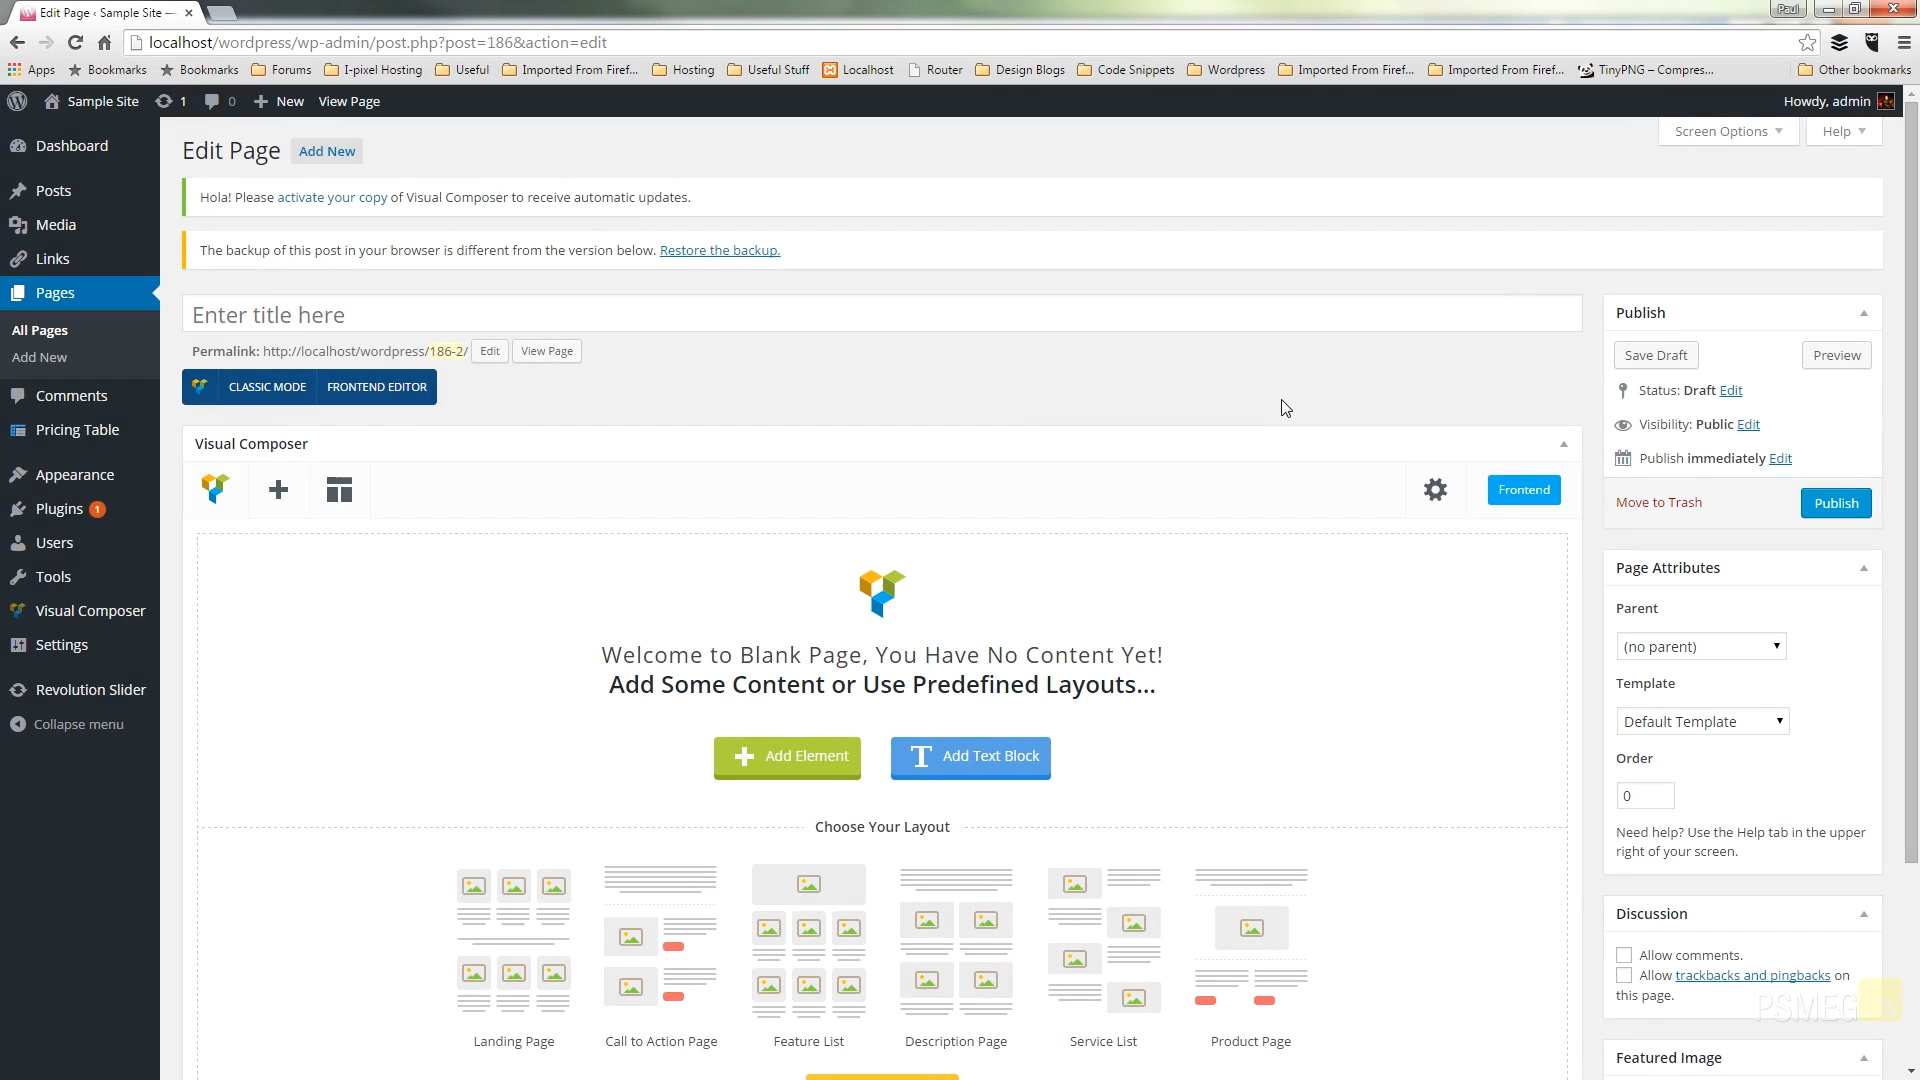 Edit Page ‹ Sample Site —
Paul
localhost/wordpress/wp-admin/post.php?post=186&action=edit
Apps Bookmarks Bookmarks Forums I-pixel Hosting Useful Imported From Firef... Hosting Useful Stuff Localhost Router Design Blogs Code Snippets Wordpress Imported From Firef... Imported From Firef... TinyPNG – Compres... Other bookmarks
Sample Site 1 0 New View Page Howdy, admin
Screen Options Help
Dashboard
Posts
Media
Links
Pages
All Pages
Add New
Comments
Pricing Table
Appearance
Plugins 1
Users
Tools
Visual Composer
Settings
Revolution Slider
Collapse menu
Edit Page Add New
Hola! Please activate your copy of Visual Composer to receive automatic updates.
The backup of this post in your browser is different from the version below. Restore the backup.
Enter title here
Permalink: http://localhost/wordpress/186-2/ Edit View Page
CLASSIC MODE FRONTEND EDITOR
Visual Composer
Frontend
Welcome to Blank Page, You Have No Content Yet!
Add Some Content or Use Predefined Layouts...
Add Element T Add Text Block
Choose Your Layout
Landing Page Call to Action Page Feature List Description Page Service List Product Page
Publish
Save Draft Preview
Status: Draft Edit
Visibility: Public Edit
Publish immediately Edit
Move to Trash Publish
Page Attributes
Parent
(no parent)
Template
Default Template
Order
0
Need help? Use the Help tab in the upper
right of your screen.
Discussion
Allow comments.
Allow trackbacks and pingbacks on
this page.
PSMEG
Featured Image